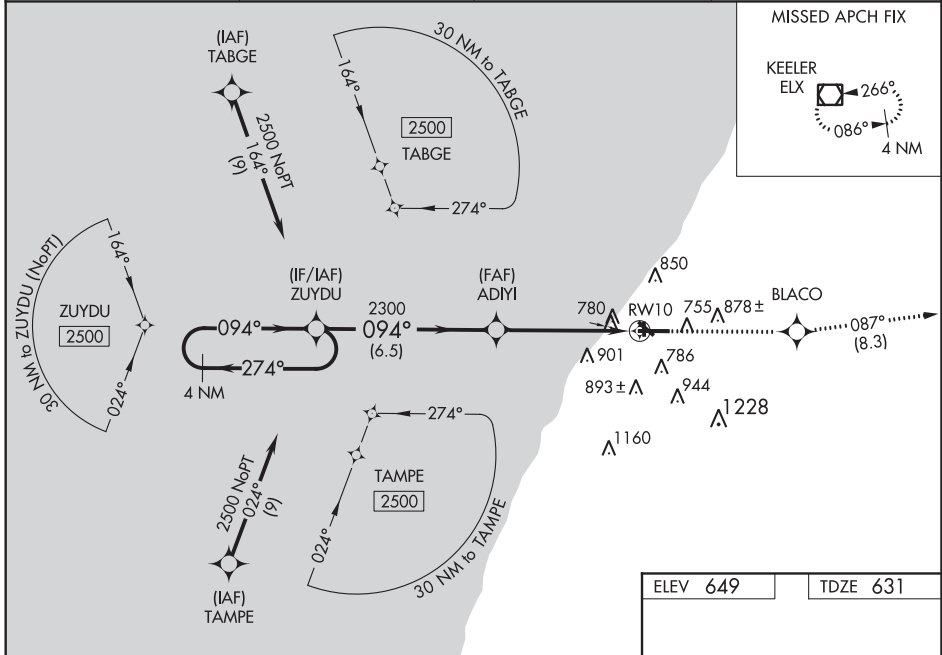 MISSED APCH FIX
KEELER
ELX
266°
086°
4 NM
(IAF)
TABGE
2500 NoPT
164°
(9)
30 NM to TABGE
164°
2500
TABGE
274°
30 NM to ZUYDU (NoPT)
164°
ZUYDU
2500
024°
(IF/IAF)
ZUYDU
094°
274°
4 NM
2300
094°
(6.5)
(FAF)
ADIYI
850
780
RW10
755
878±
BLACO
087°
(8.3)
901
786
893±
944
1228
1160
274°
TAMPE
2500
024°
30 NM to TAMPE
2500 NoPT
024°
(9)
(IAF)
TAMPE
ELEV 649
TDZE 631